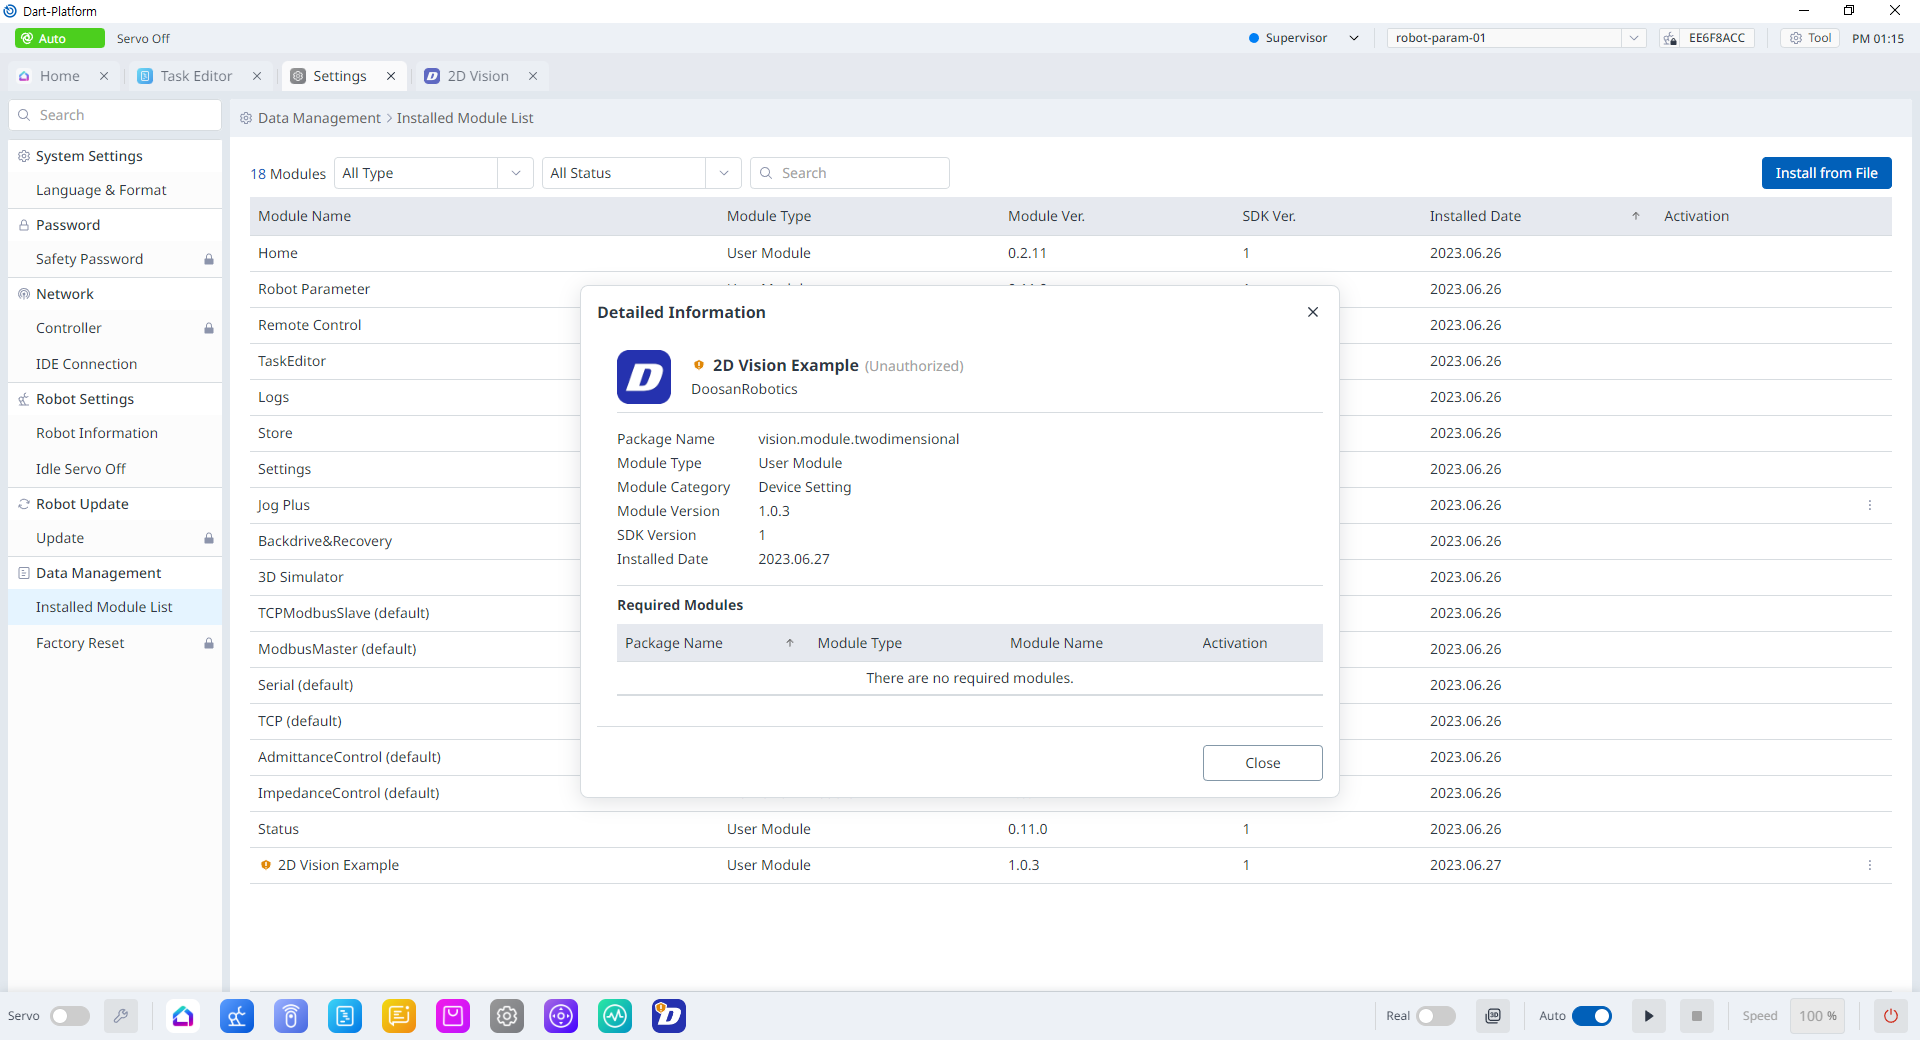 Dart-Platform
Auto Servo Off Supervisor robot-param-01 EE6F8ACC Tool PM 01:15
Home Task Editor Settings 2D Vision
Search
System Settings
Language & Format
Password
Safety Password
Network
Controller
IDE Connection
Robot Settings
Robot Information
Idle Servo Off
Robot Update
Update
Data Management
Installed Module List
Factory Reset
Data Management > Installed Module List
18 Modules All Type All Status Search Install from File
Module Name Module Type Module Ver. SDK Ver. Installed Date Activation
Home User Module 0.2.11 1 2023.06.26
Robot Parameter 2023.06.26
Remote Control 2023.06.26
TaskEditor 2023.06.26
Logs 2023.06.26
Store 2023.06.26
Settings 2023.06.26
Jog Plus 2023.06.26
Backdrive&Recovery 2023.06.26
3D Simulator 2023.06.26
TCPModbusSlave (default) 2023.06.26
ModbusMaster (default) 2023.06.26
Serial (default) 2023.06.26
TCP (default) 2023.06.26
AdmittanceControl (default) 2023.06.26
ImpedanceControl (default) 2023.06.26
Status User Module 0.11.0 1 2023.06.26
2D Vision Example User Module 1.0.3 1 2023.06.27
Detailed Information
D
2D Vision Example (Unauthorized)
DoosanRobotics
Package Name vision.module.twodimensional
Module Type User Module
Module Category Device Setting
Module Version 1.0.3
SDK Version 1
Installed Date 2023.06.27
Required Modules
Package Name Module Type Module Name Activation
There are no required modules.
Close
Servo D Real 3D Auto Speed 100 %